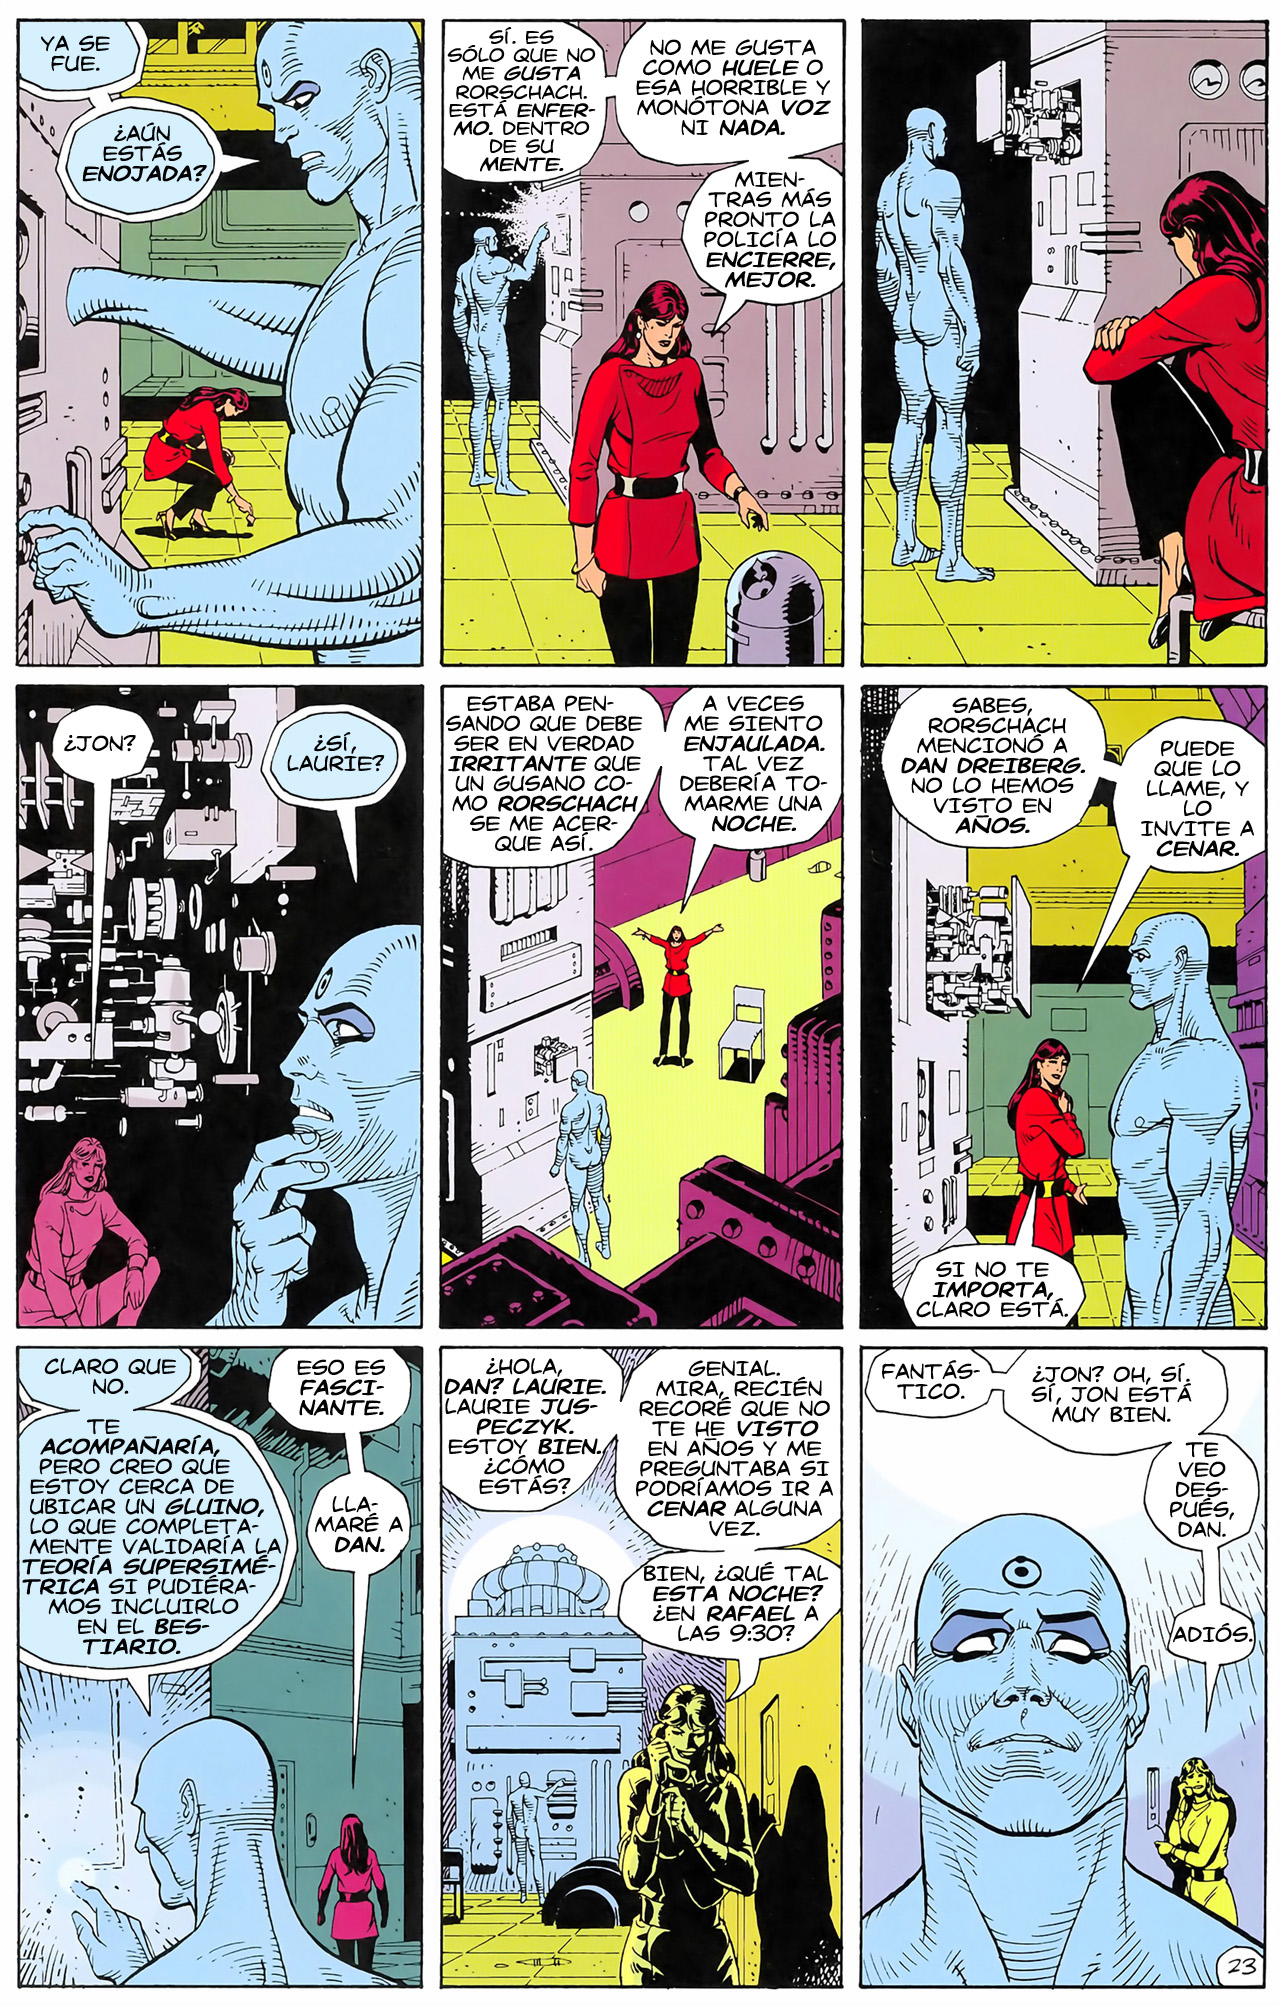 YA SE
FUE.
¿AÚN
ESTÁS
ENOJADA?
SÍ. ES
SÓLO QUE NO
ME GUSTA
RORSCHACH.
ESTÁ ENFER-
MO. DENTRO
DE SU
MENTE.
NO ME GUSTA
COMO HUELE O
ESA HORRIBLE Y
MONÓTONA VOZ
NI NADA.
MIEN-
TRAS MÁS
PRONTO LA
POLICÍA LO
ENCIERRE,
MEJOR.
¿JON?
¿SÍ,
LAURIE?
ESTABA PEN-
SANDO QUE DEBE
SER EN VERDAD
IRRITANTE QUE
UN GUSANO CO-
MO RORSCHACH
SE ME ACER-
QUE ASÍ.
A VECES
ME SIENTO
ENJAULADA.
TAL VEZ
DEBERÍA TO-
MARME UNA
NOCHE.
SABES,
RORSCHACH
MENCIONÓ A
DAN DREIBERG.
NO LO HEMOS
VISTO EN
AÑOS.
PUEDE
QUE LO
LLAME, Y
LO
INVITE A
CENAR.
SI NO TE
IMPORTA,
CLARO ESTÁ.
CLARO QUE
NO.
TE
ACOMPAÑARÍA,
PERO CREO QUE
ESTOY CERCA DE
UBICAR UN GLUINO,
LO QUE COMPLETA-
MENTE VALIDARÍA LA
TEORÍA SUPERSIMÉ-
TRICA SI PUDIÉRA-
MOS INCLUIRLO
EN EL BES-
TIARIO.
ESO ES
FASCI-
NANTE.
LLA-
MARÉ A
DAN.
¿HOLA,
DAN? LAURIE.
LAURIE JUS-
PECZYK.
ESTOY BIEN.
¿CÓMO
ESTÁS?
GENIAL.
MIRA, RECIÉN
RECORÉ QUE NO
TE HE VISTO
EN AÑOS Y ME
PREGUNTABA SI
PODRÍAMOS IR A
CENAR ALGUNA
VEZ.
BIEN, ¿QUÉ TAL
ESTA NOCHE?
¿EN RAFAEL A
LAS 9:30?
FANTÁS-
TICO.
¿JON? OH, SÍ.
SÍ, JON ESTÁ
MUY BIEN.
TE
VEO
DES-
PUÉS,
DAN.
ADIÓS.
23